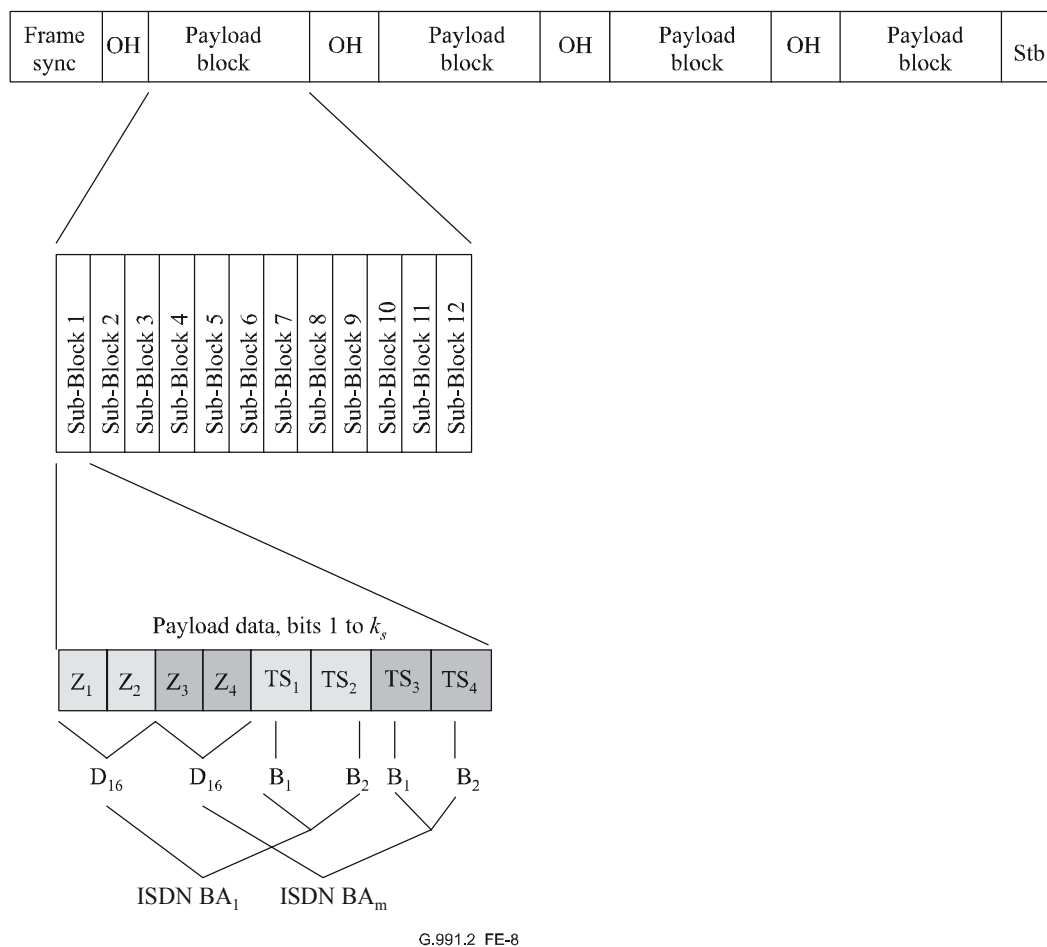 Frame sync OH Payload block OH Payload block OH Payload block OH Payload block Stb
Sub-Block 1
Sub-Block 2
Sub-Block 3
Sub-Block 4
Sub-Block 5
Sub-Block 6
Sub-Block 7
Sub-Block 8
Sub-Block 9
Sub-Block 10
Sub-Block 11
Sub-Block 12
Payload data, bits 1 to kₛ
Z₁ Z₂ Z₃ Z₄ TS₁ TS₂ TS₃ TS₄
D₁₆ D₁₆ B₁ B₂ B₁ B₂
ISDN BA₁ ISDN BAₘ
G.991.2 FE-8